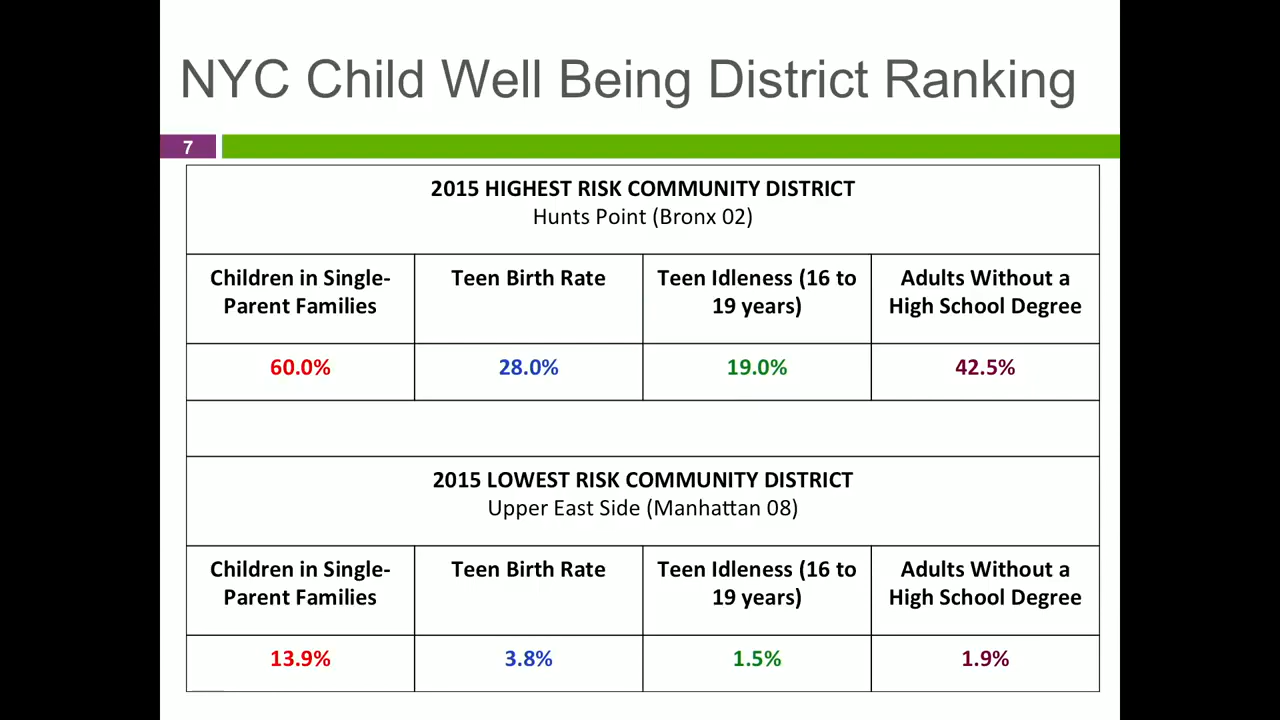 NYC Child Well Being District Ranking
7
2015 HIGHEST RISK COMMUNITY DISTRICT
Hunts Point (Bronx 02)
Children in Single-
Parent Families
Teen Birth Rate
Teen Idleness (16 to
19 years)
Adults Without a
High School Degree
60.0%
28.0%
19.0%
42.5%
2015 LOWEST RISK COMMUNITY DISTRICT
Upper East Side (Manhattan 08)
Children in Single-
Parent Families
Teen Birth Rate
Teen Idleness (16 to
19 years)
Adults Without a
High School Degree
13.9%
3.8%
1.5%
1.9%